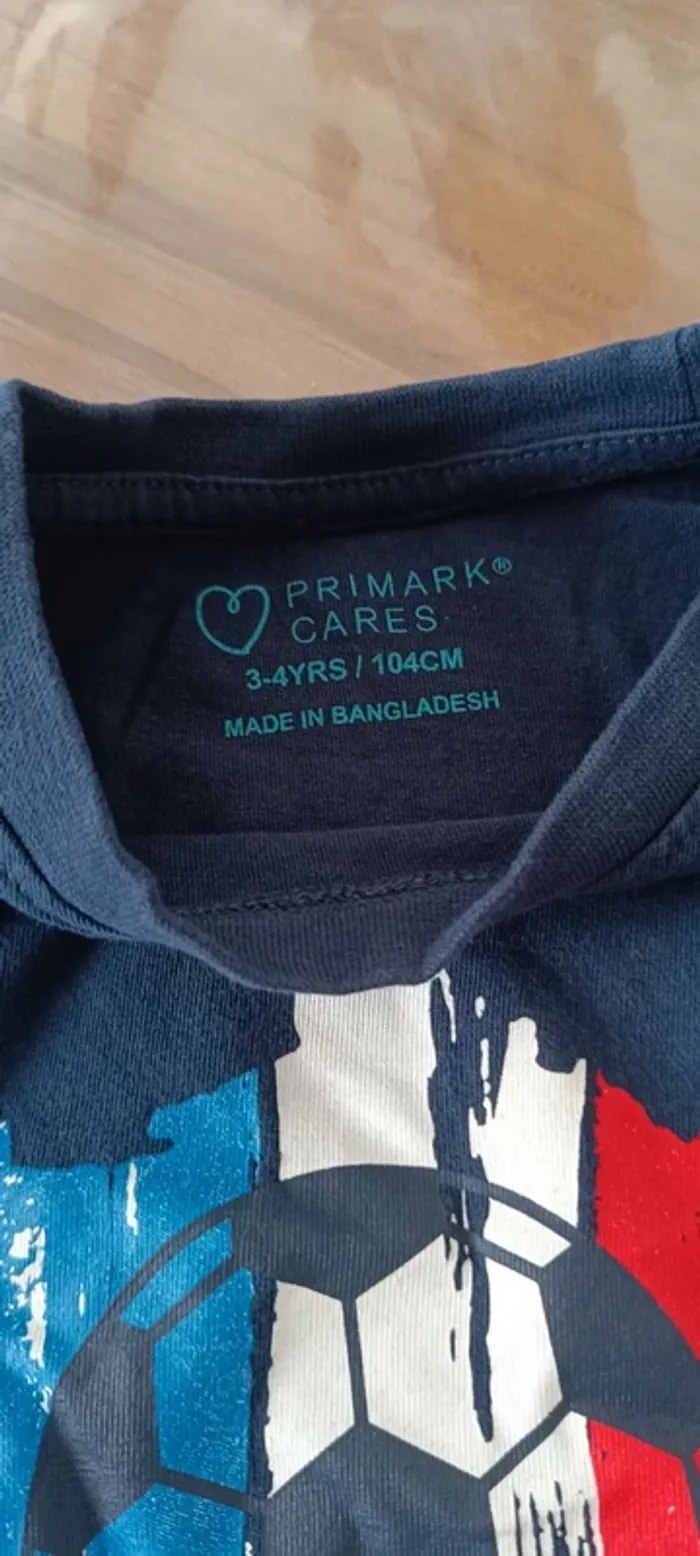 PRIMARK®
CARES
3-4YRS / 104CM
MADE IN BANGLADESH